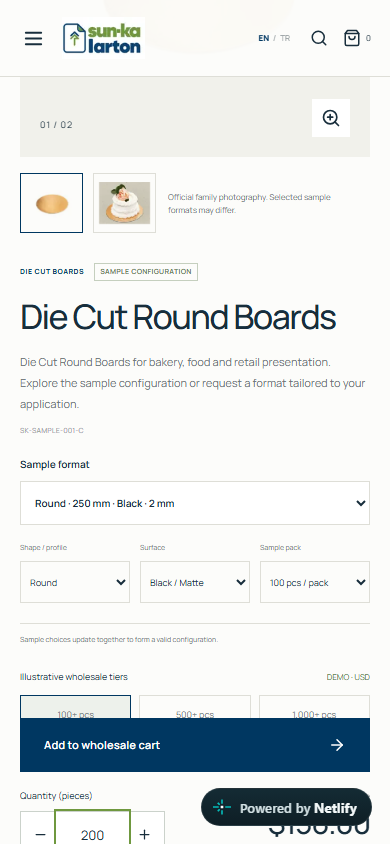 sun·ka
larton
EN / TR
0
01 / 02
Official family photography. Selected sample
formats may differ.
DIE CUT BOARDS
SAMPLE CONFIGURATION
Die Cut Round Boards
Die Cut Round Boards for bakery, food and retail presentation.
Explore the sample configuration or request a format tailored to your
application.
SK-SAMPLE-001-C
Sample format
Round · 250 mm · Black · 2 mm
Shape / profile
Surface
Sample pack
Round
Black / Matte
100 pcs / pack
Sample choices update together to form a valid configuration.
Illustrative wholesale tiers
DEMO · USD
100+ pcs
500+ pcs
1,000+ pcs
Add to wholesale cart
Quantity (pieces)
Powered by Netlify
200